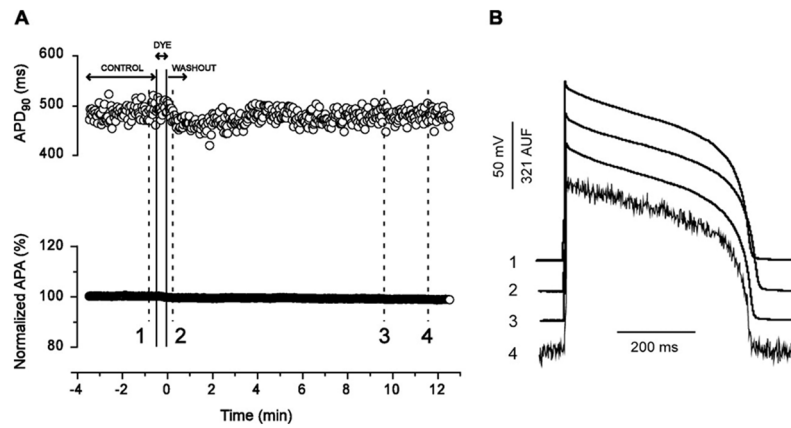 A
DYE
CONTROL
WASHOUT
APD90 (ms)
600
500
400
Normalized APA (%)
120
100
80
1
2
3
4
-4 -2 0 2 4 6 8 10 12
Time (min)
B
50 mV
321 AUF
1
2
3
4
200 ms